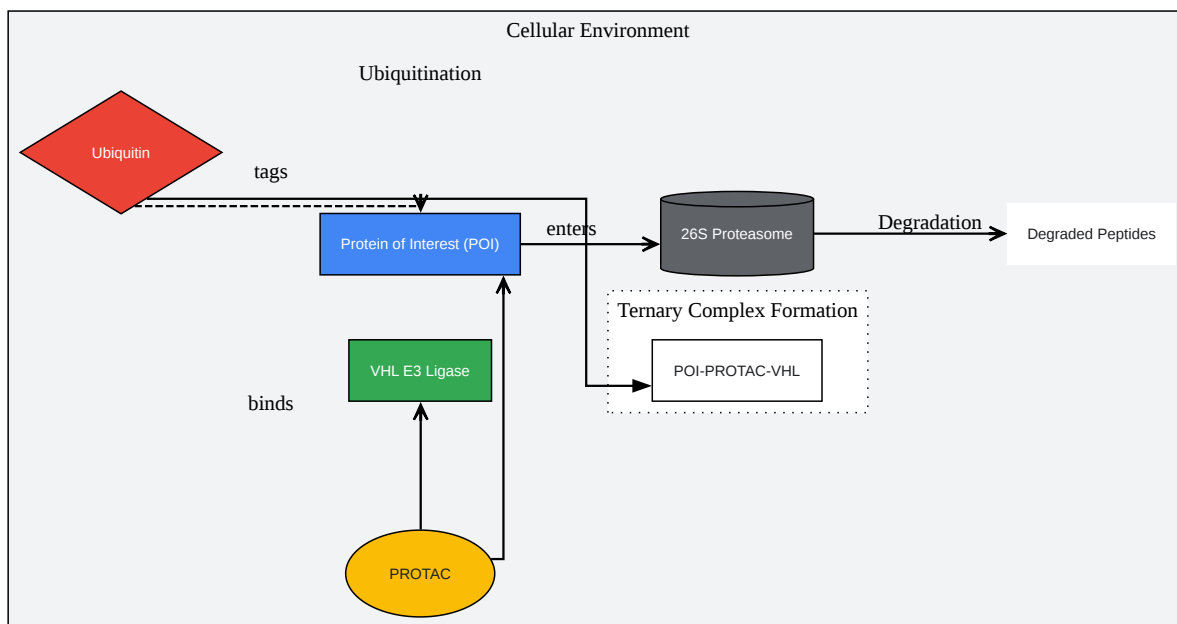 Cellular Environment
Ubiquitination
Ubiquitin
tags
Protein of Interest (POI)
enters
26S Proteasome
Degradation
Degraded Peptides
Ternary Complex Formation
VHL E3 Ligase
POI-PROTAC-VHL
binds
PROTAC